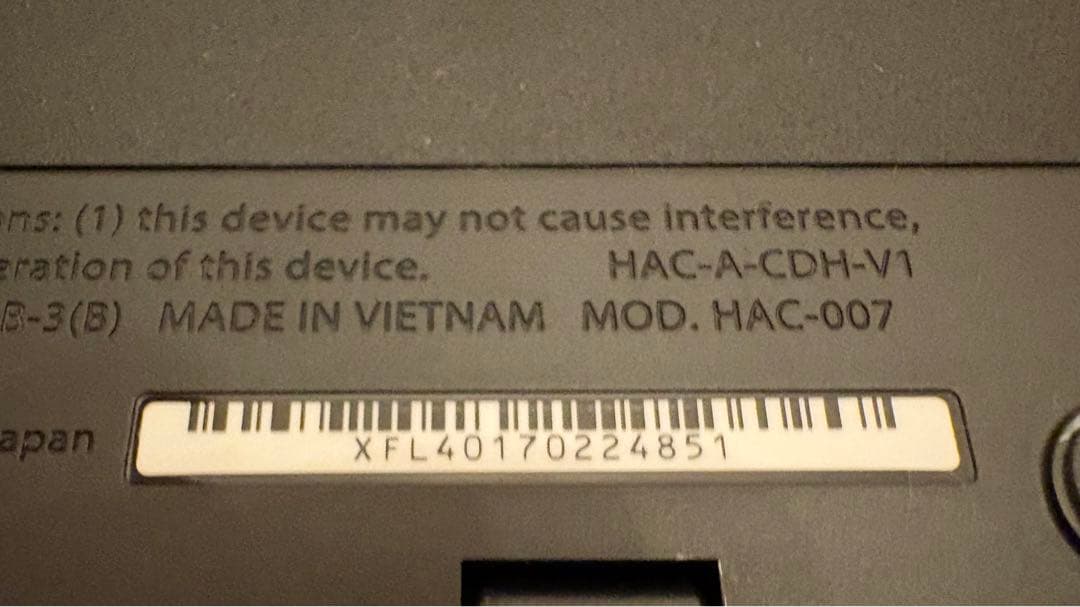 ns: (1) this device may not cause interference,
eration of this device. HAC-A-CDH-V1
B-3(B) MADE IN VIETNAM MOD. HAC-007
apan
XFL40170224851